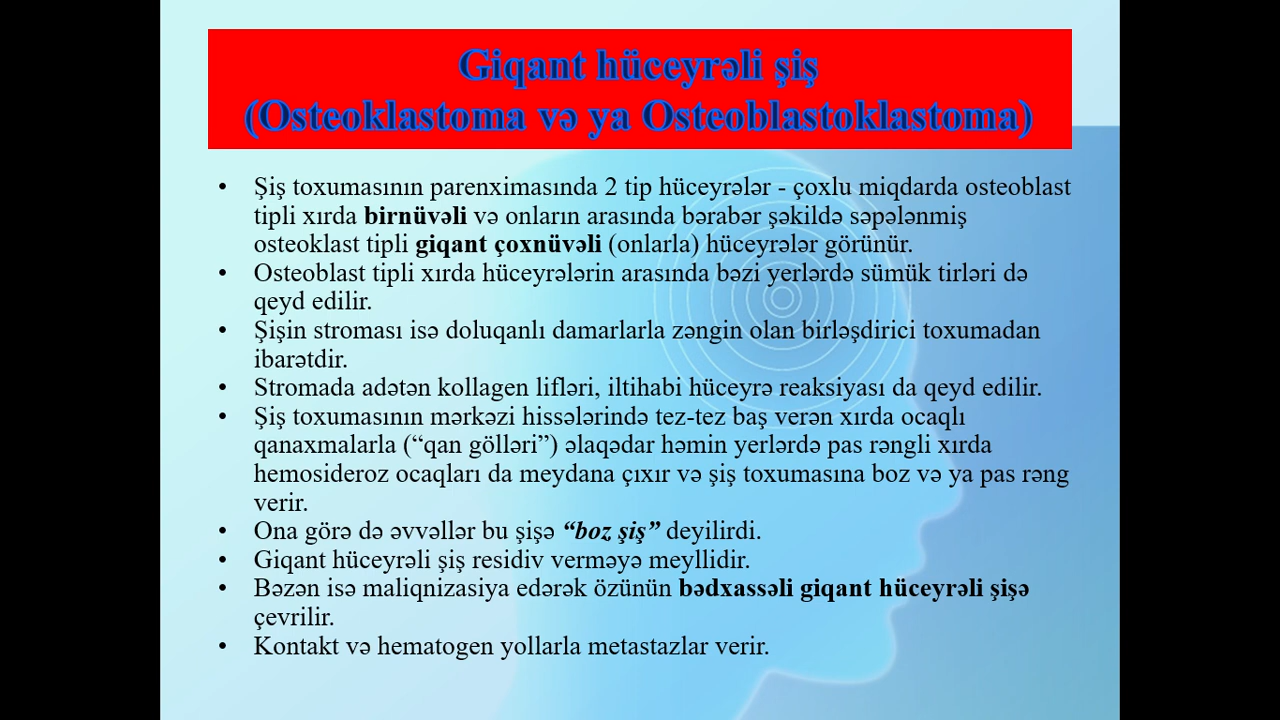 Giqant hüceyrəli şiş
(Osteoklastoma və ya Osteoblastoklastoma)
• Şiş toxumasının parenximasında 2 tip hüceyrələr - çoxlu miqdarda osteoblast
tipli xırda birnüvəli və onların arasında bərabər şəkildə səpələnmiş
osteoklast tipli giqant çoxnüvəli (onlarla) hüceyrələr görünür.
• Osteoblast tipli xırda hüceyrələrin arasında bəzi yerlərdə sümük tirləri də
qeyd edilir.
• Şişin stroması isə doluqanlı damarlarla zəngin olan birləşdirici toxumadan
ibarətdir.
• Stromada adətən kollagen lifləri, iltihabi hüceyrə reaksiyası da qeyd edilir.
• Şiş toxumasının mərkəzi hissələrində tez-tez baş verən xırda ocaqlı
qanaxmalarla (“qan gölləri”) əlaqədar həmin yerlərdə pas rəngli xırda
hemosideroz ocaqları da meydana çıxır və şiş toxumasına boz və ya pas rəng
verir.
• Ona görə də əvvəllər bu şişə “boz şiş” deyilirdi.
• Giqant hüceyrəli şiş residiv verməyə meyllidir.
• Bəzən isə maliqnizasiya edərək özünün bədxassəli giqant hüceyrəli şişə
çevrilir.
• Kontakt və hematogen yollarla metastazlar verir.